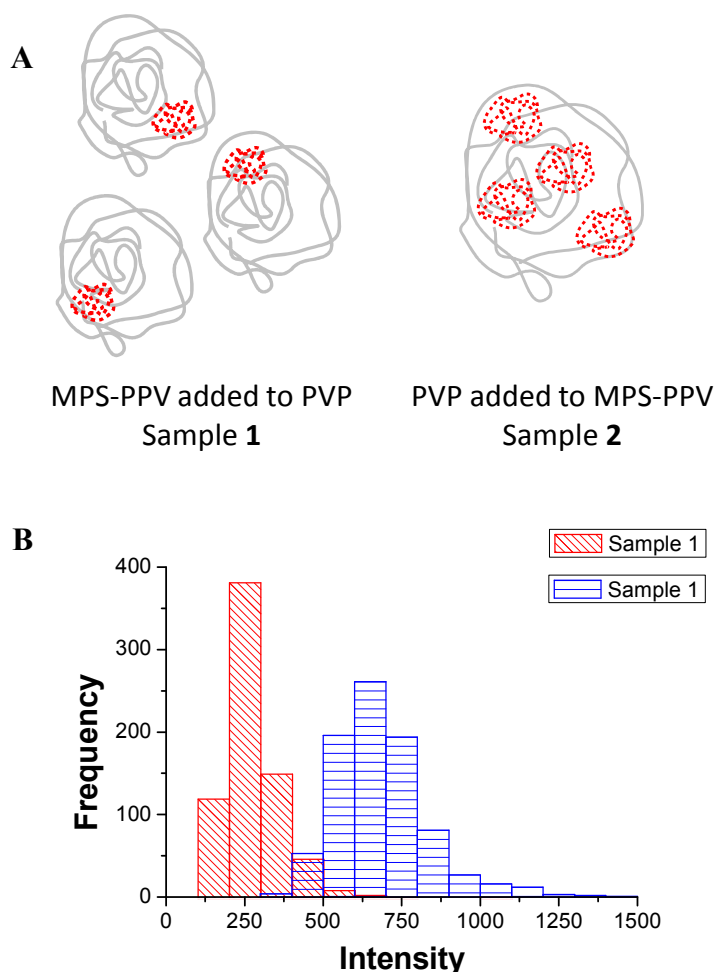 A
MPS-PPV added to PVP
Sample 1
PVP added to MPS-PPV
Sample 2
B
Sample 1
Sample 1
400
300
200
100
0
Frequency
0 250 500 750 1000 1250 1500
Intensity